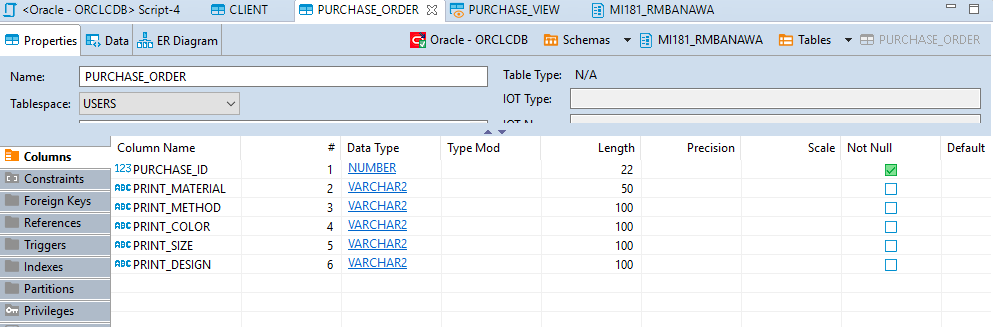 <Oracle - ORCLCDB> Script-4 CLIENT PURCHASE_ORDER PURCHASE_VIEW MI181_RMBANAWA
Properties Data ER Diagram Oracle - ORCLCDB Schemas MI181_RMBANAWA Tables PURCHASE_ORDER
Name: PURCHASE_ORDER Table Type: N/A
Tablespace: USERS IOT Type:
Column Name # Data Type Type Mod Length Precision Scale Not Null Default
Columns 123 PURCHASE_ID 1 NUMBER 22
Constraints ABC PRINT_MATERIAL 2 VARCHAR2 50
Foreign Keys ABC PRINT_METHOD 3 VARCHAR2 100
References ABC PRINT_COLOR 4 VARCHAR2 100
Triggers ABC PRINT_SIZE 5 VARCHAR2 100
Indexes ABC PRINT_DESIGN 6 VARCHAR2 100
Partitions
Privileges